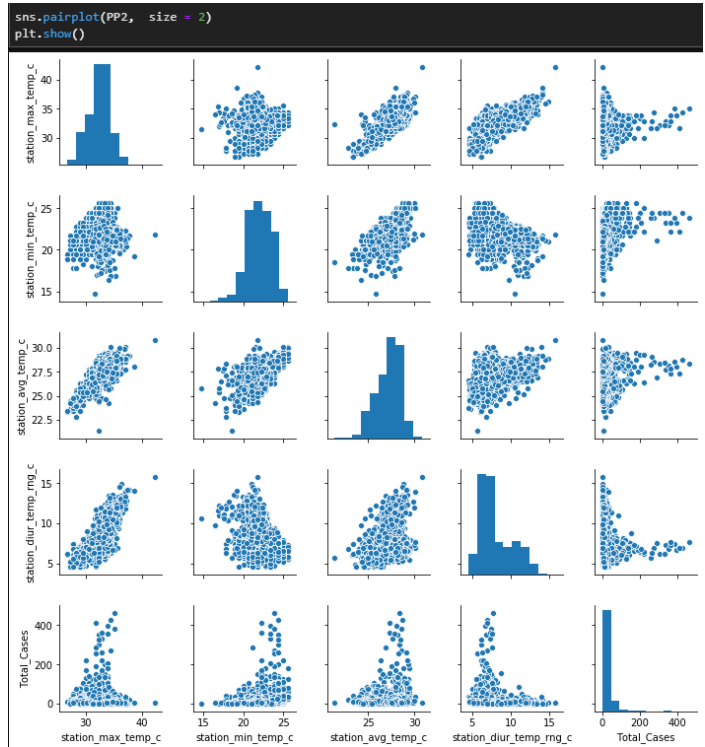 sns.pairplot(PP2,  size = 2)
plt.show()
station_max_temp_c
40
35
30
station_min_temp_c
25
20
15
station_avg_temp_c
30.0
27.5
25.0
22.5
station_diur_temp_rng_c
15
10
5
Total_Cases
400
200
0
30 40
15 20 25
25 30
5 10 15
0 200 400
station_max_temp_c station_min_temp_c station_avg_temp_c station_diur_temp_rng_c Total_Cases